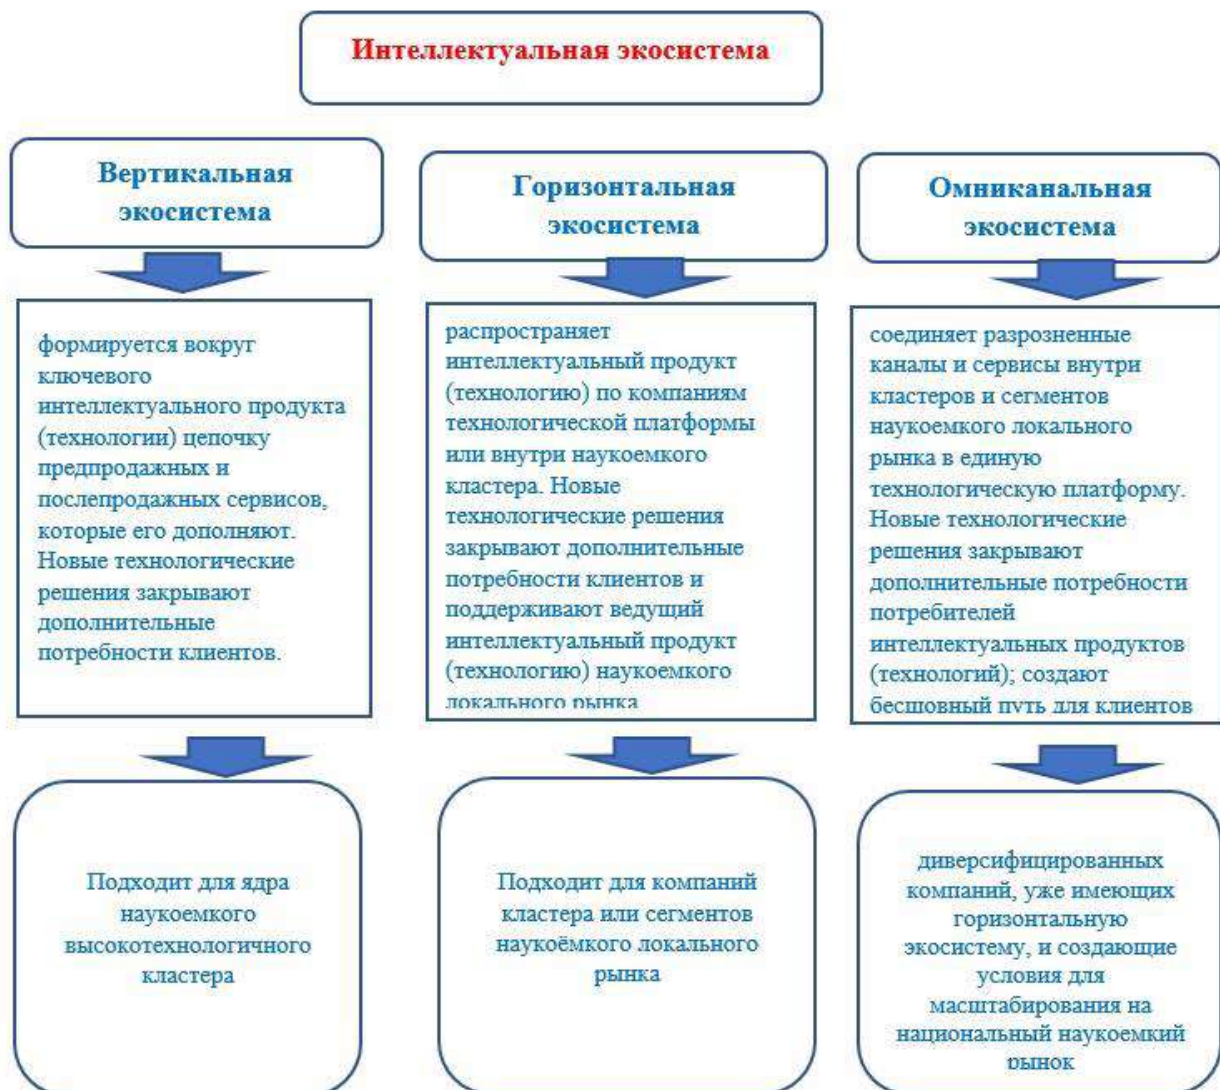 Интеллектуальная экосистема
Вертикальная
экосистема
формируется вокруг
ключевого
интеллектуального продукта
(технологии) цепочку
предпродажных и
послепродажных сервисов,
которые его дополняют.
Новые технологические
решения закрывают
дополнительные
потребности клиентов.
Подходит для ядра
наукоемкого
высокотехнологичного
кластера
Горизонтальная
экосистема
распространяет
интеллектуальный продукт
(технологию) по компаниям
технологической платформы
или внутри наукоемкого
кластера. Новые
технологические решения
закрывают дополнительные
потребности клиентов и
поддерживают ведущий
интеллектуальный продукт
(технологию) наукоемкого
локального рынка
Подходит для компаний
кластера или сегментов
наукоёмкого локального
рынка
Омниканальная
экосистема
соединяет разрозненные
каналы и сервисы внутри
кластеров и сегментов
наукоемкого локального
рынка в единую
технологическую платформу.
Новые технологические
решения закрывают
дополнительные потребности
потребителей
интеллектуальных продуктов
(технологий); создают
бесшовный путь для клиентов
диверсифицированных
компаний, уже имеющих
горизонтальную
экосистему, и создающие
условия для
масштабирования на
национальный наукоемкий
рынок